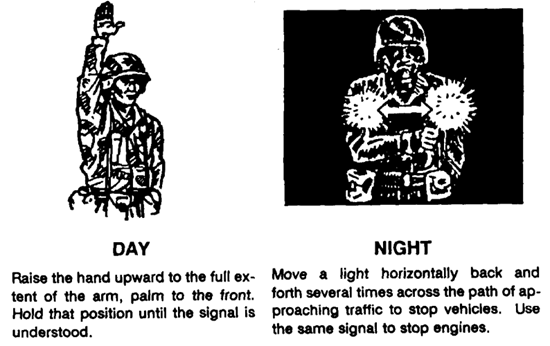 DAY
Raise the hand upward to the full ex-
tent of the arm, palm to the front.
Hold that position until the signal is
understood.
NIGHT
Move a light horizontally back and
forth several times across the path of ap-
proaching traffic to stop vehicles. Use
the same signal to stop engines.